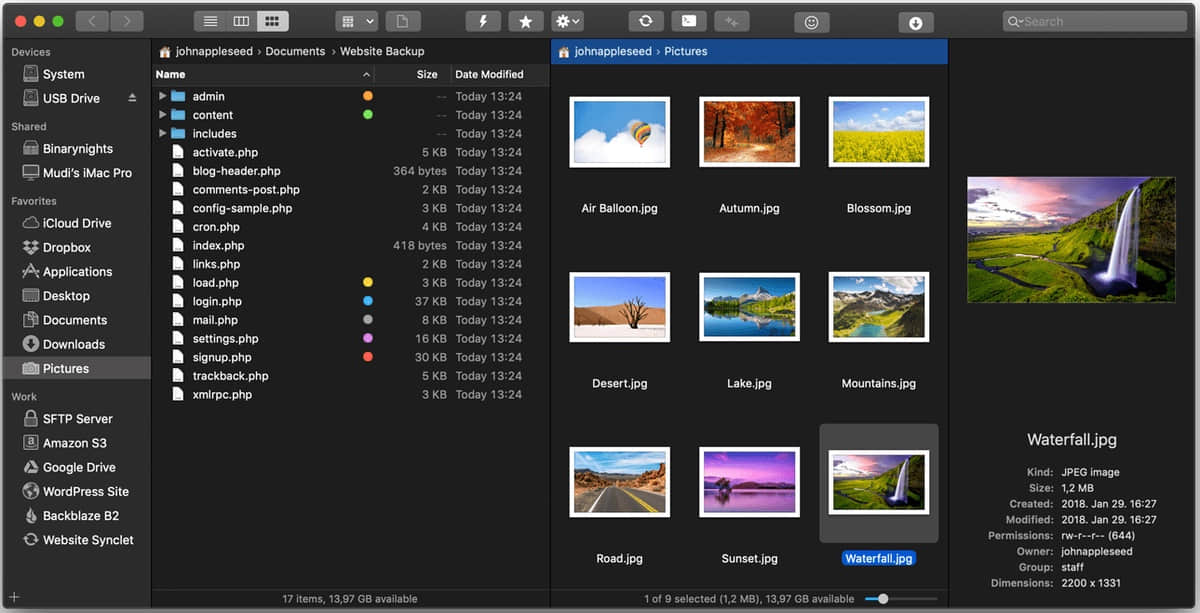 Search
Devices
System
USB Drive
Shared
Binarynights
Mudi's iMac Pro
Favorites
iCloud Drive
Dropbox
Applications
Desktop
Documents
Downloads
Pictures
Work
SFTP Server
Amazon S3
Google Drive
WordPress Site
Backblaze B2
Website Synclet
+
johnappleseed › Documents › Website Backup
Name Size Date Modified
admin -- Today 13:24
content -- Today 13:24
includes -- Today 13:24
activate.php 5 KB Today 13:24
blog-header.php 364 bytes Today 13:24
comments-post.php 2 KB Today 13:24
config-sample.php 3 KB Today 13:24
cron.php 4 KB Today 13:24
index.php 418 bytes Today 13:24
links.php 2 KB Today 13:24
load.php 3 KB Today 13:24
login.php 37 KB Today 13:24
mail.php 8 KB Today 13:24
settings.php 16 KB Today 13:24
signup.php 30 KB Today 13:24
trackback.php 5 KB Today 13:24
xmlrpc.php 3 KB Today 13:24
17 items, 13,97 GB available
johnappleseed › Pictures
Air Balloon.jpg Autumn.jpg Blossom.jpg
Desert.jpg Lake.jpg Mountains.jpg
Road.jpg Sunset.jpg Waterfall.jpg
1 of 9 selected (1,2 MB), 13,97 GB available
Waterfall.jpg
Kind: JPEG image
Size: 1,2 MB
Created: 2018. Jan 29. 16:27
Modified: 2018. Jan 29. 16:27
Permissions: rw-r--r-- (644)
Owner: johnappleseed
Group: staff
Dimensions: 2200 x 1331